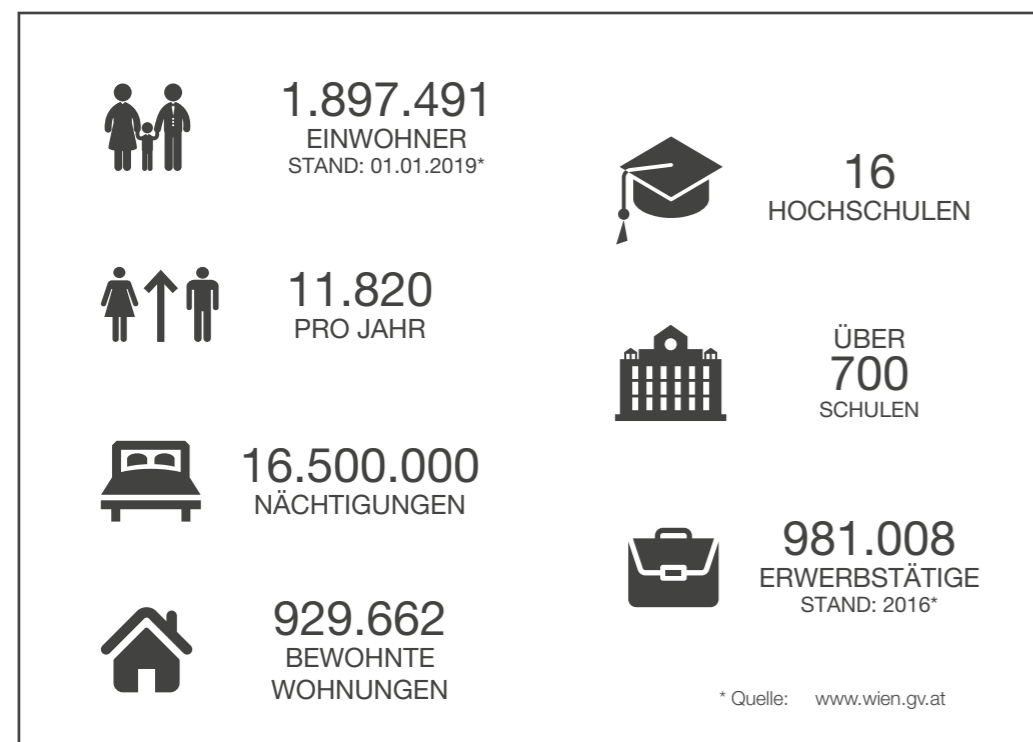 1.897.491
EINWOHNER
STAND: 01.01.2019*
11.820
PRO JAHR
16.500.000
NÄCHTIGUNGEN
929.662
BEWOHNTE
WOHNUNGEN
16
HOCHSCHULEN
ÜBER
700
SCHULEN
981.008
ERWERBSTÄTIGE
STAND: 2016*
* Quelle: www.wien.gv.at